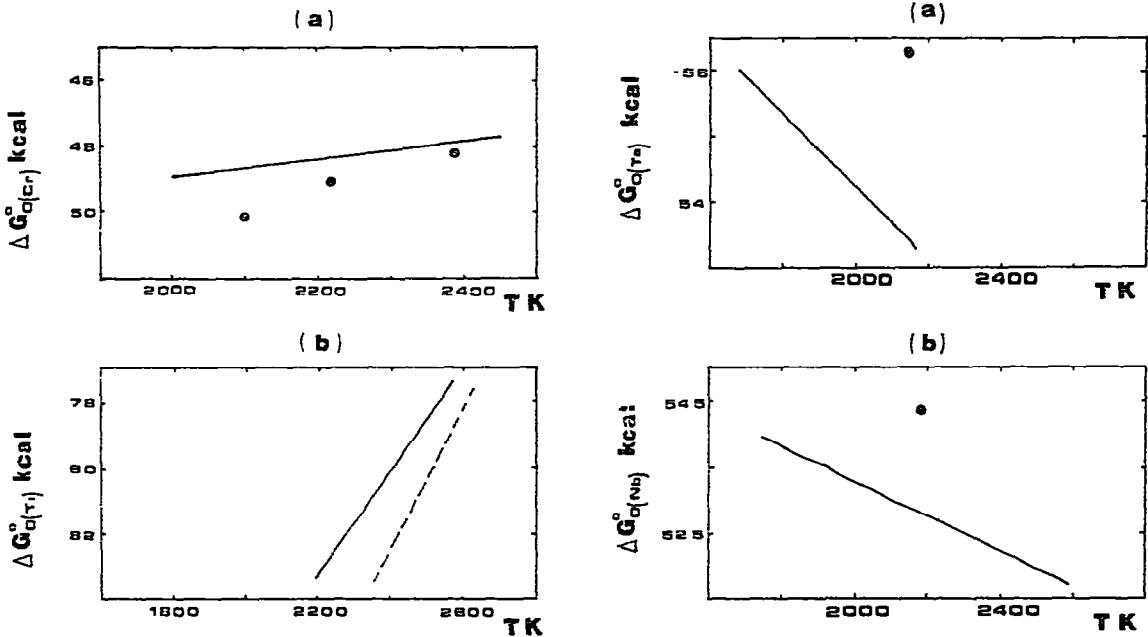 (a)
ΔG°O(Cr) kcal
46
48
50
2000
2200
2400
T K
(b)
ΔG°O(Ti) kcal
78
80
82
1800
2200
2600
T K
(a)
ΔG°O(Ta) kcal
-56
54
2000
2400
T K
(b)
ΔG°O(Nb) kcal
545
525
2000
2400
T K